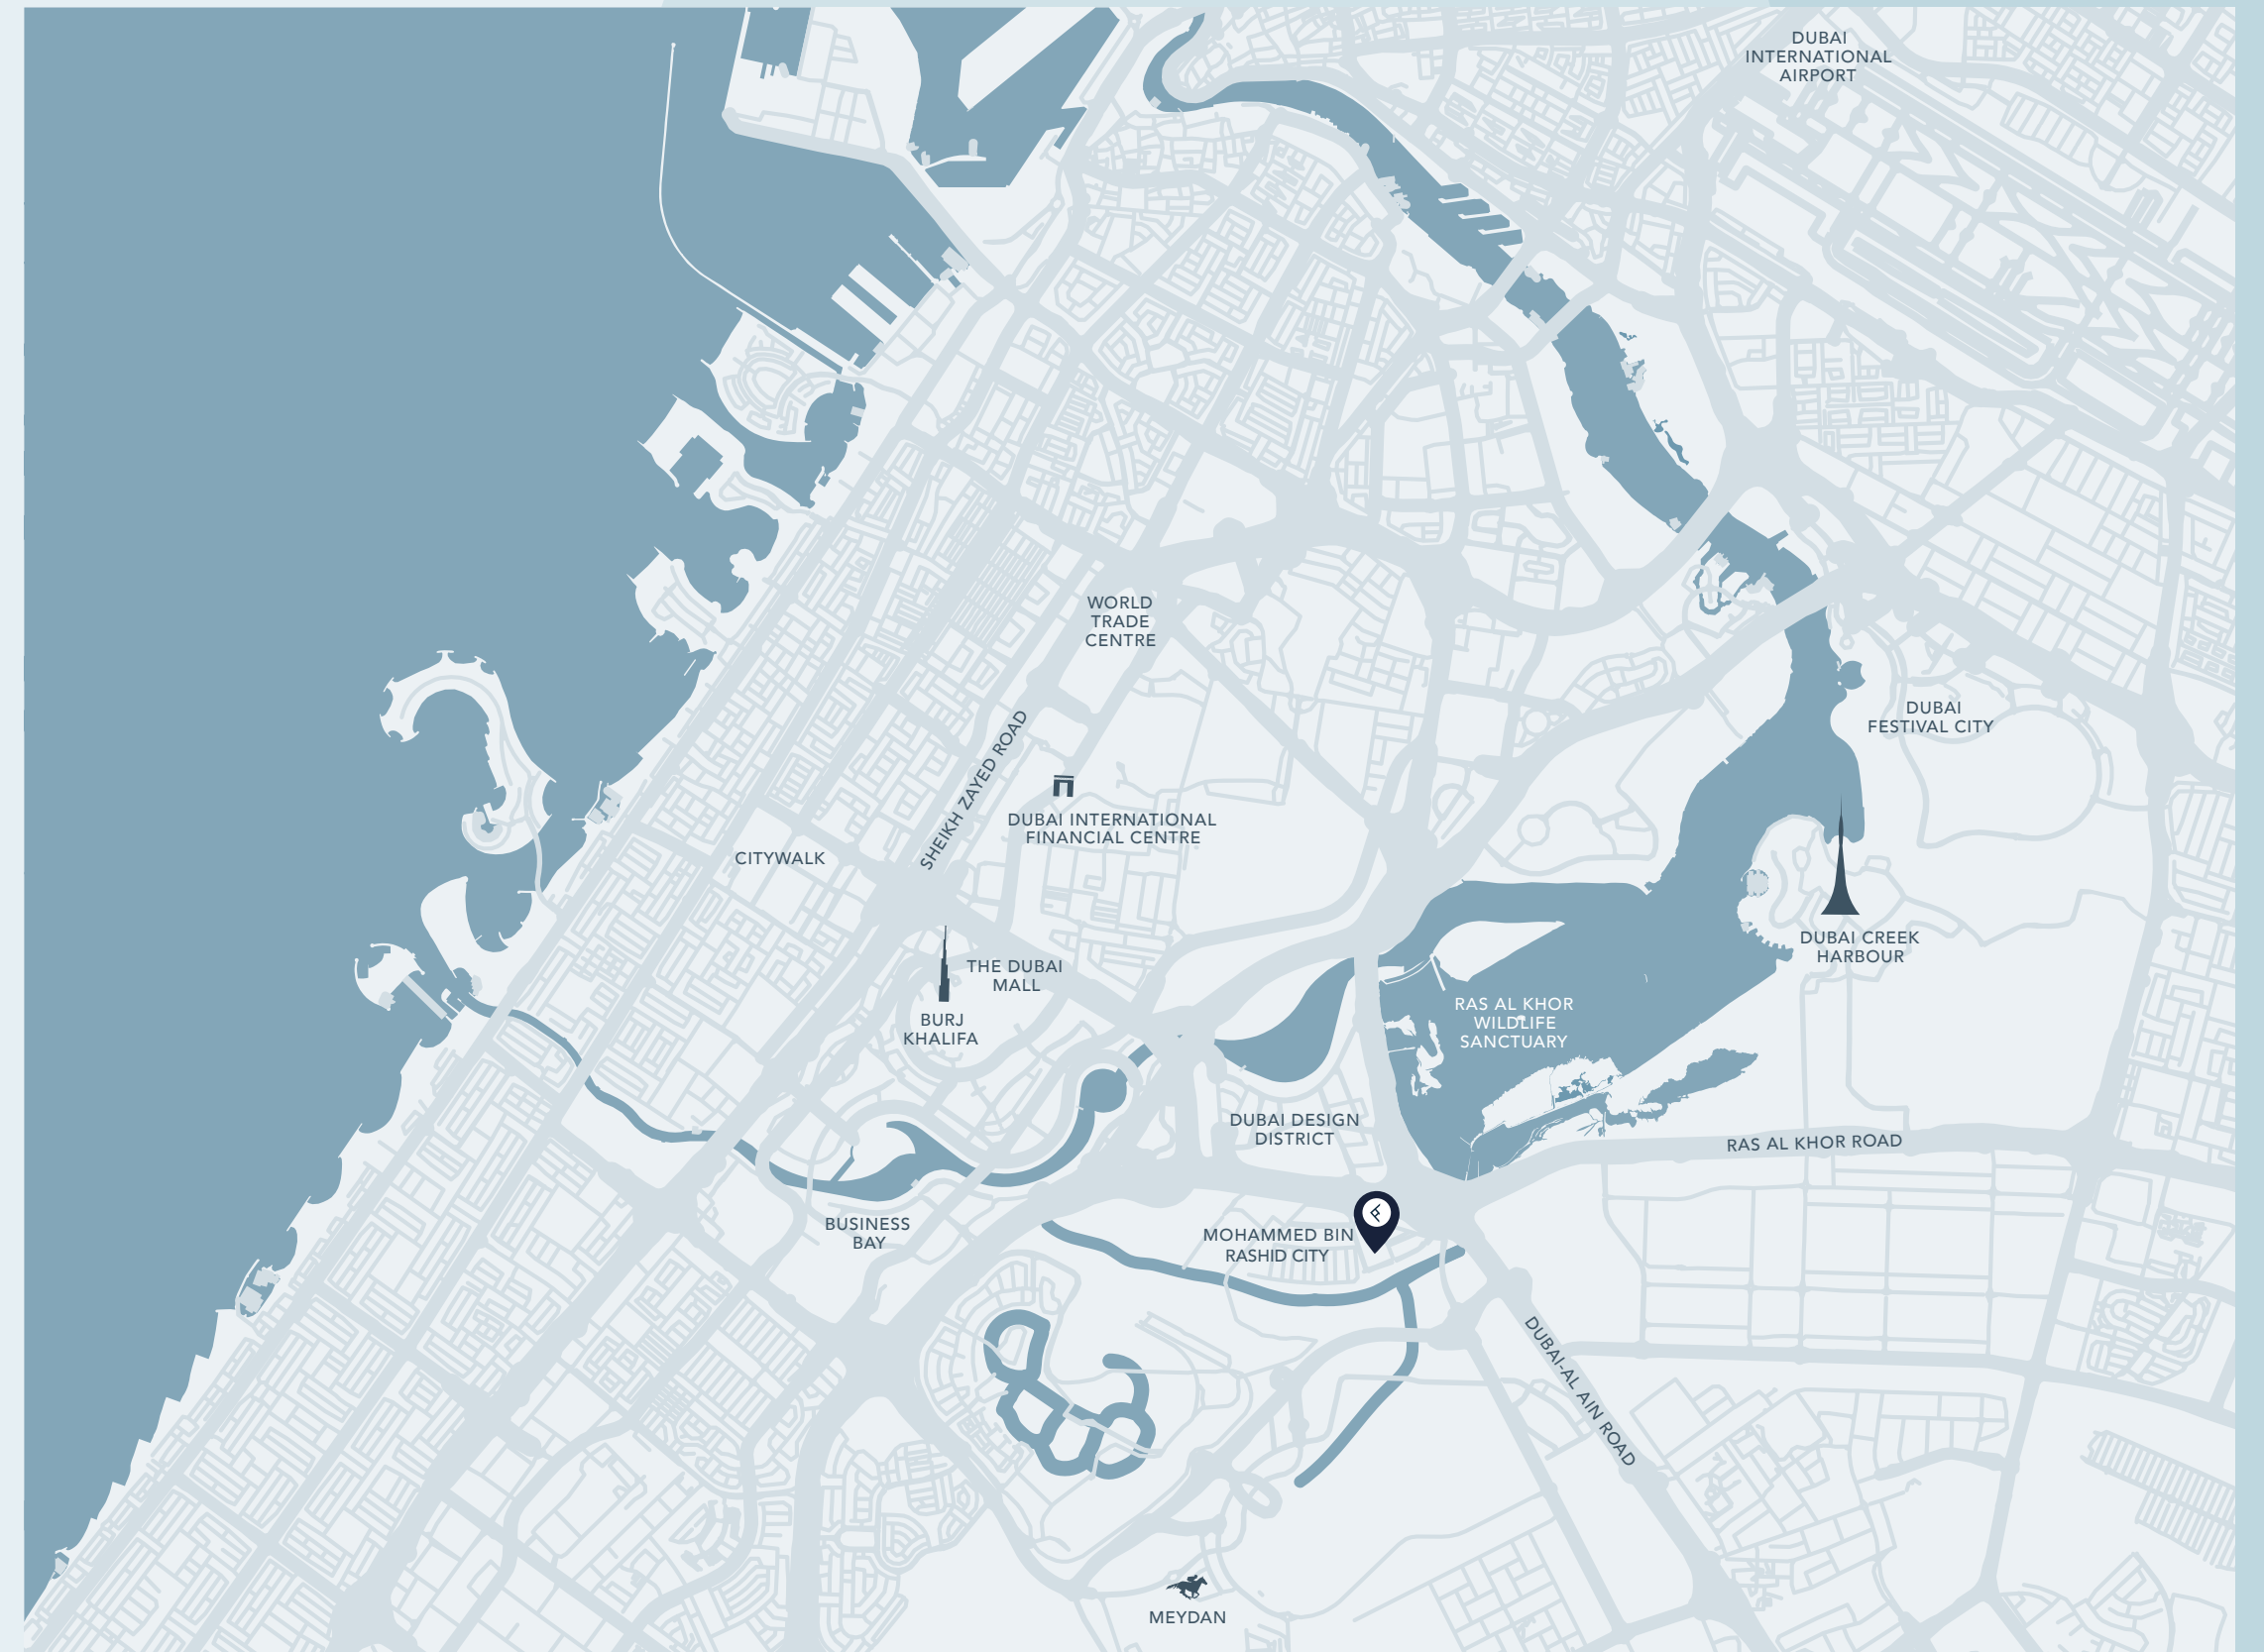 DUBAI
INTERNATIONAL
AIRPORT
WORLD
TRADE
CENTRE
DUBAI
FESTIVAL CITY
SHEIKH ZAYED ROAD
DUBAI INTERNATIONAL
FINANCIAL CENTRE
CITYWALK
DUBAI CREEK
HARBOUR
THE DUBAI
MALL
BURJ
KHALIFA
RAS AL KHOR
WILDLIFE
SANCTUARY
DUBAI DESIGN
DISTRICT
RAS AL KHOR ROAD
BUSINESS
BAY
MOHAMMED BIN
RASHID CITY
DUBAI-AL AIN ROAD
MEYDAN